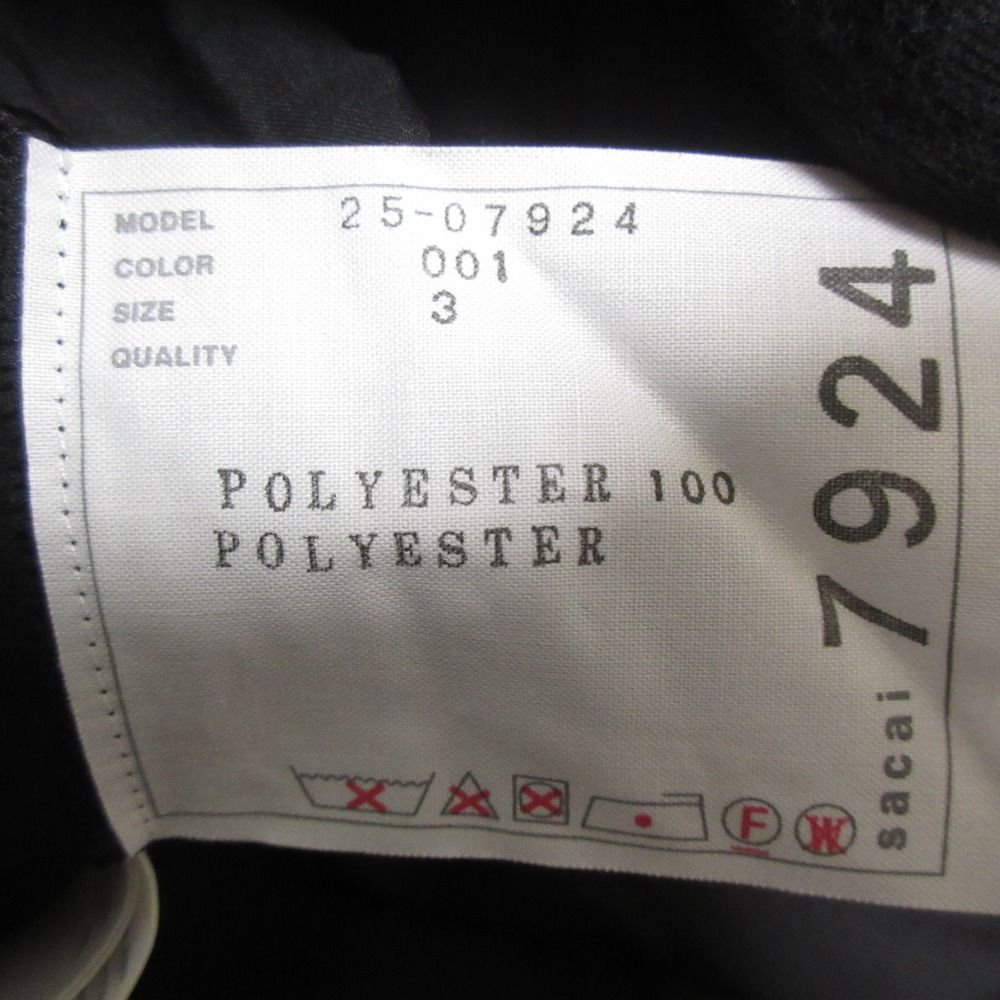 MODEL 25-07924
COLOR 001
SIZE 3
QUALITY
POLYESTER 100
POLYESTER
F
W
sacai 7924